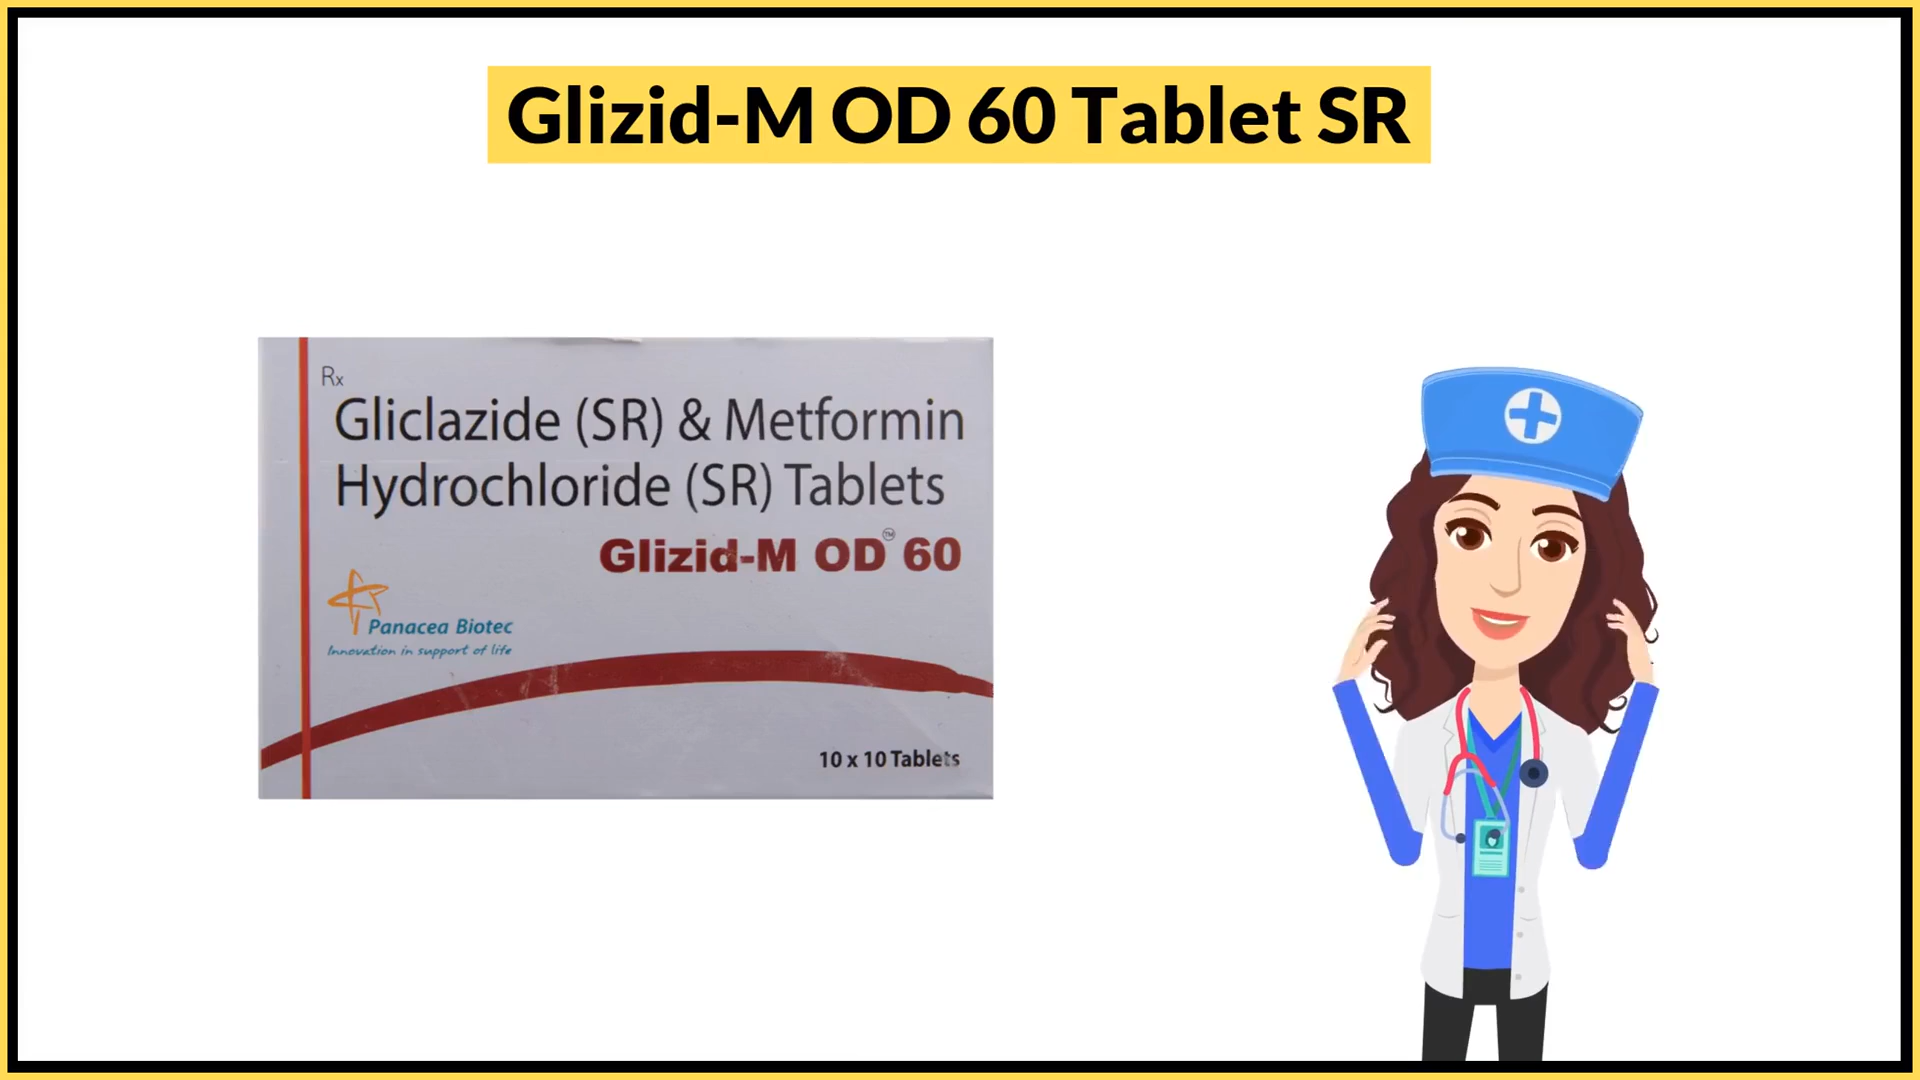 Glizid-M OD 60 Tablet SR
Rx
Gliclazide (SR) & Metformin
Hydrochloride (SR) Tablets
Glizid-M OD™ 60
Panacea Biotec
Innovation in support of life
10 x 10 Tablets